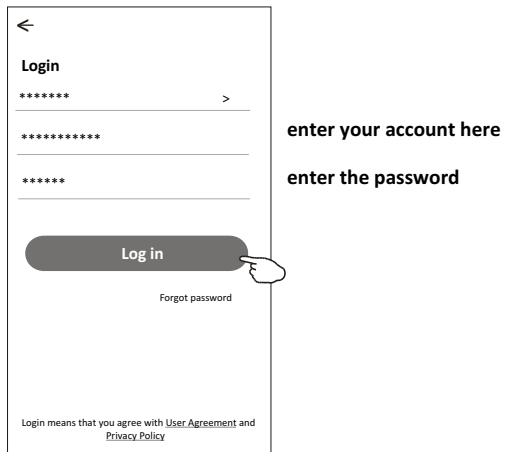 Login
******* >
***********
enter your account here
******
enter the password
Log in
Forgot password
Login means that you agree with User Agreement and
Privacy Policy